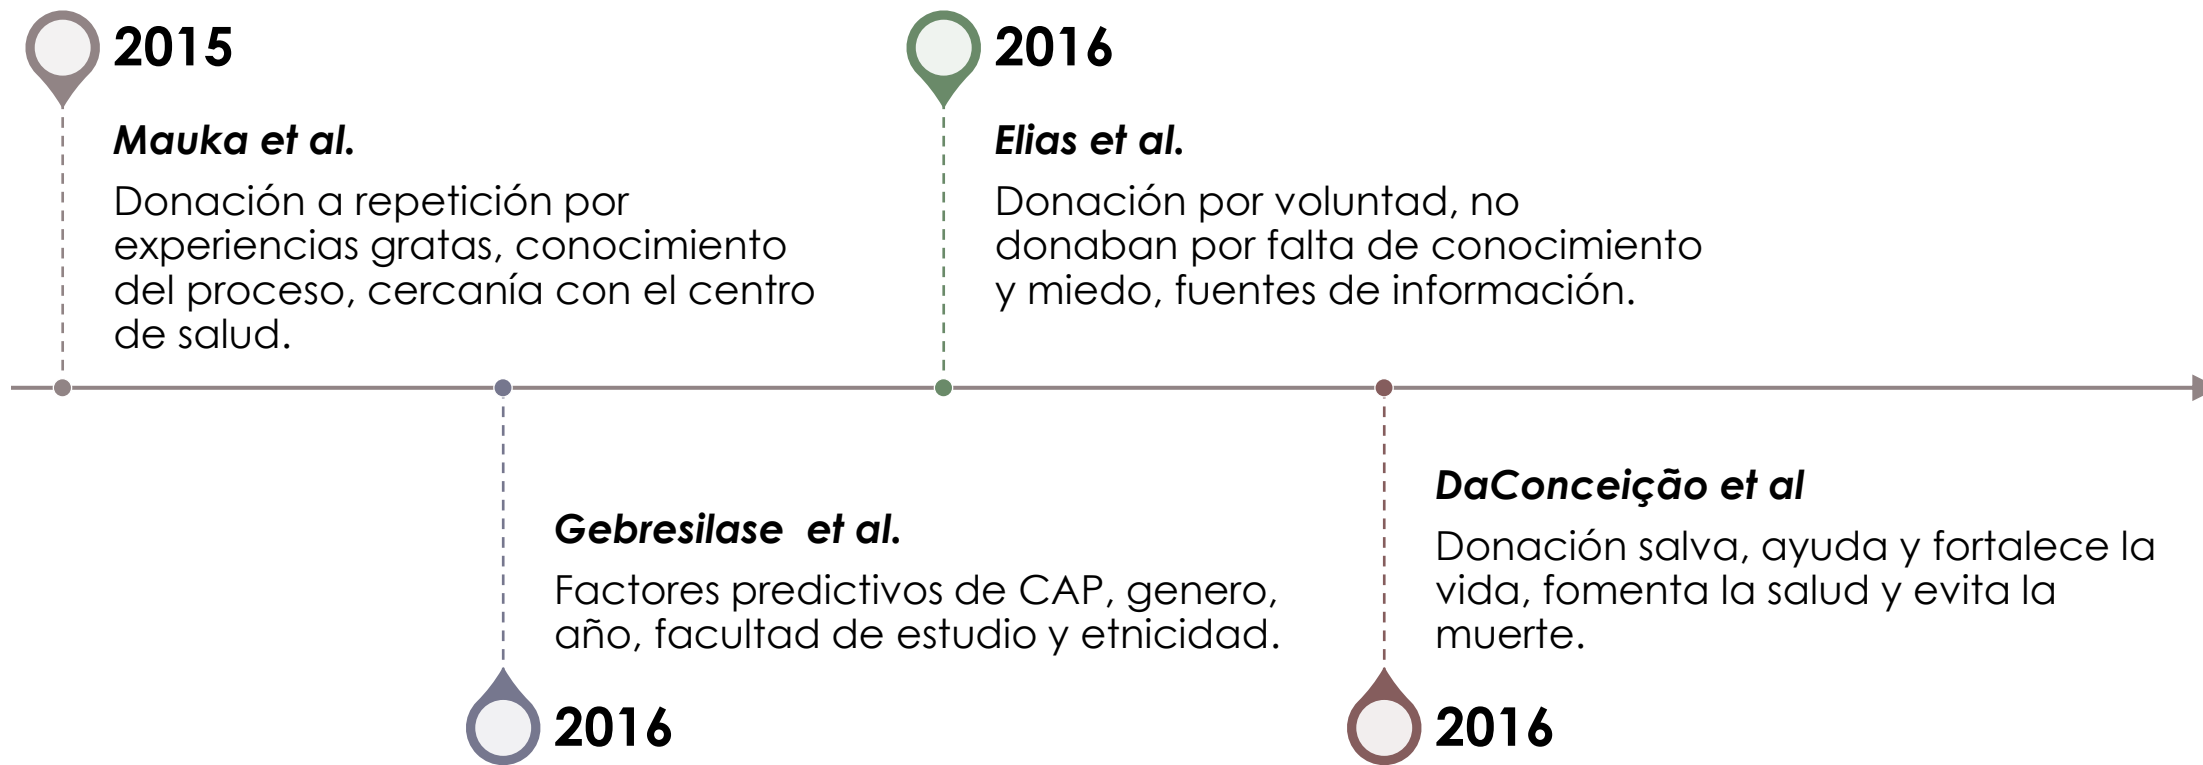 2015
Mauka et al.
Donación a repetición por
experiencias gratas, conocimiento
del proceso, cercanía con el centro
de salud.
Gebresilase  et al.
Factores predictivos de CAP, genero,
año, facultad de estudio y etnicidad.
2016
2016
Elias et al.
Donación por voluntad, no
donaban por falta de conocimiento
y miedo, fuentes de información.
DaConceição et al
Donación salva, ayuda y fortalece la
vida, fomenta la salud y evita la
muerte.
2016